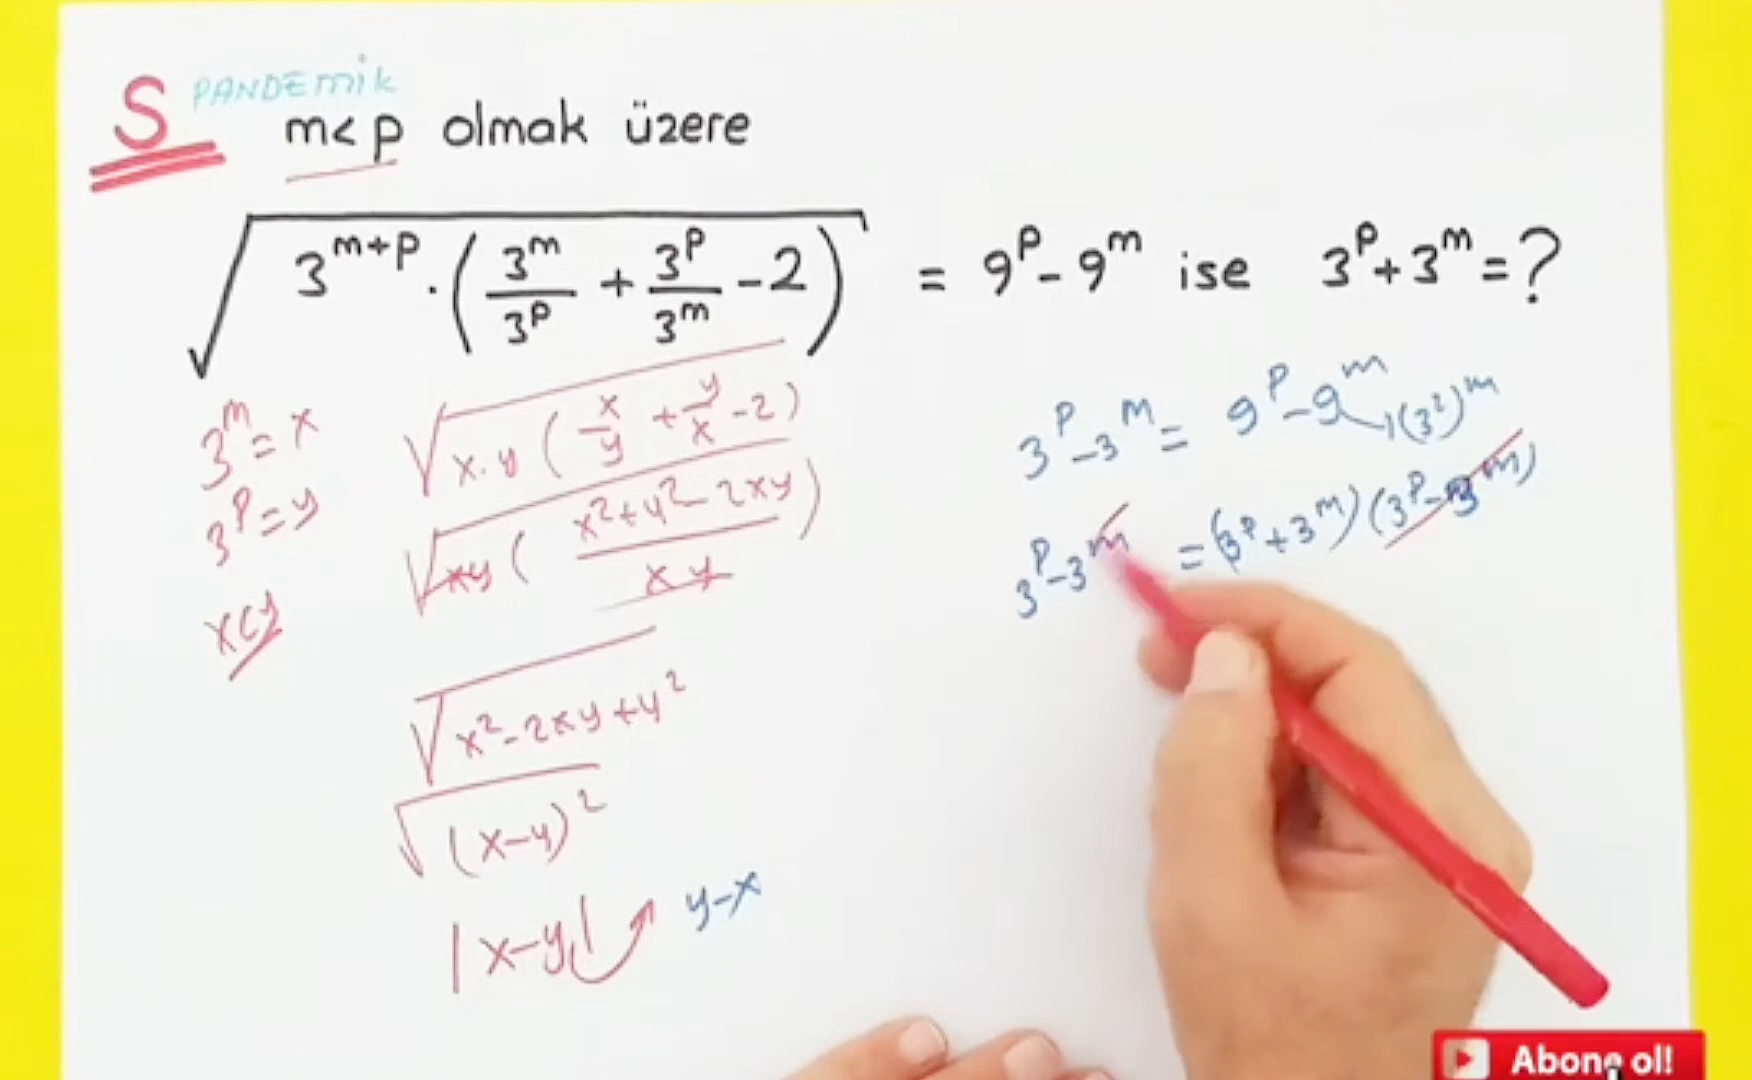 S PANDEMİK
m<p olmak üzere
√(3^(m+p) · (3^m/3^p + 3^p/3^m - 2)) = 9^p - 9^m ise 3^p + 3^m = ?
3^m = x
3^p = y
x<y
√(x.y (x/y + y/x - 2))
√(xy ((x² + y² - 2xy)/xy))
√(x² - 2xy + y²)
√((x-y)²)
|x-y| y-x
3^p - 3^m = 9^p - 9^m (3²)^m
3^p - 3^m = (3^p + 3^m)(3^p - 3^m)
Abone ol!